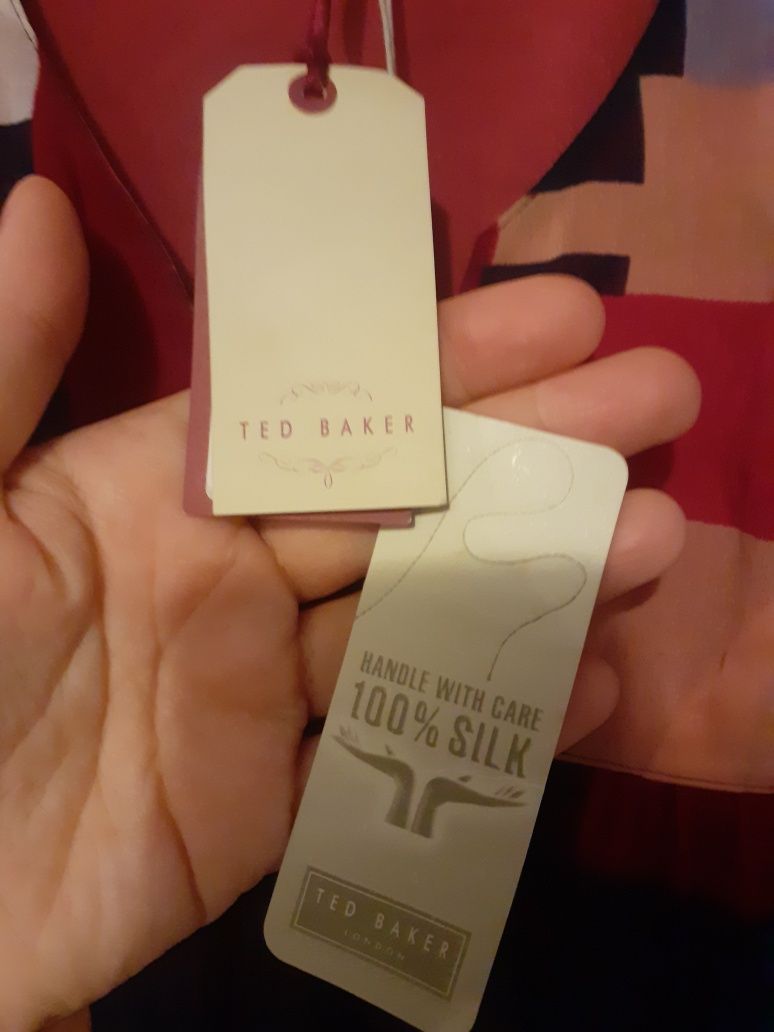 TED BAKER
HANDLE WITH CARE
100% SILK
TED BAKER
LONDON